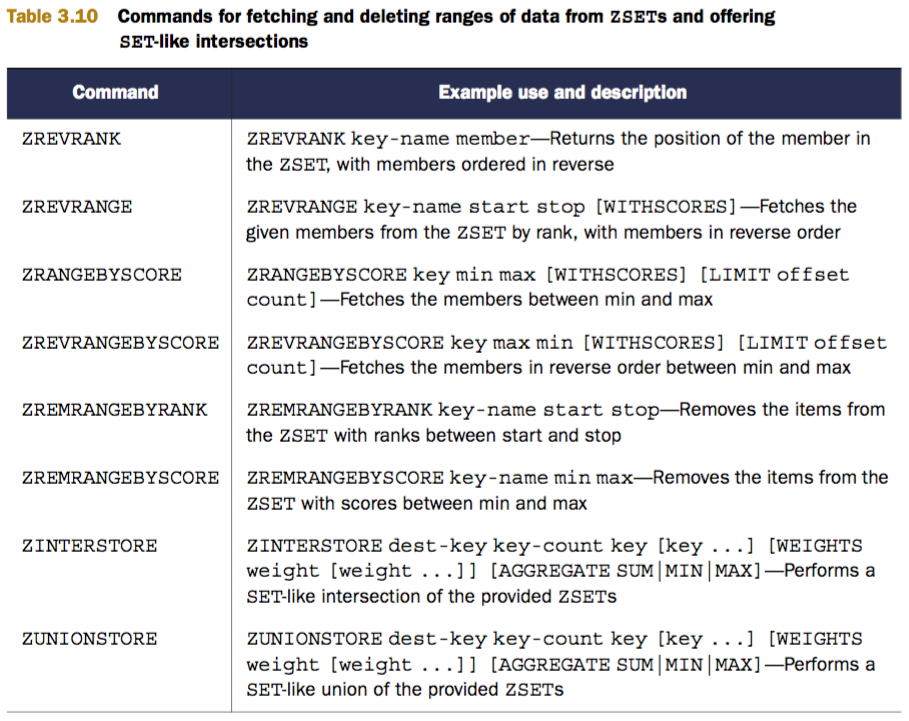 Table 3.10 Commands for fetching and deleting ranges of data from ZSETs and offering
SET-like intersections
Command Example use and description
ZREVRANK ZREVRANK key-name member—Returns the position of the member in
the ZSET, with members ordered in reverse
ZREVRANGE ZREVRANGE key-name start stop [WITHSCORES]—Fetches the
given members from the ZSET by rank, with members in reverse order
ZRANGEBYSCORE ZRANGEBYSCORE key min max [WITHSCORES] [LIMIT offset
count]—Fetches the members between min and max
ZREVRANGEBYSCORE ZREVRANGEBYSCORE key max min [WITHSCORES] [LIMIT offset
count]—Fetches the members in reverse order between min and max
ZREMRANGEBYRANK ZREMRANGEBYRANK key-name start stop—Removes the items from
the ZSET with ranks between start and stop
ZREMRANGEBYSCORE ZREMRANGEBYSCORE key-name min max—Removes the items from the
ZSET with scores between min and max
ZINTERSTORE ZINTERSTORE dest-key key-count key [key ...] [WEIGHTS
weight [weight ...]] [AGGREGATE SUM|MIN|MAX]—Performs a
SET-like intersection of the provided ZSETs
ZUNIONSTORE ZUNIONSTORE dest-key key-count key [key ...] [WEIGHTS
weight [weight ...]] [AGGREGATE SUM|MIN|MAX]—Performs a
SET-like union of the provided ZSETs